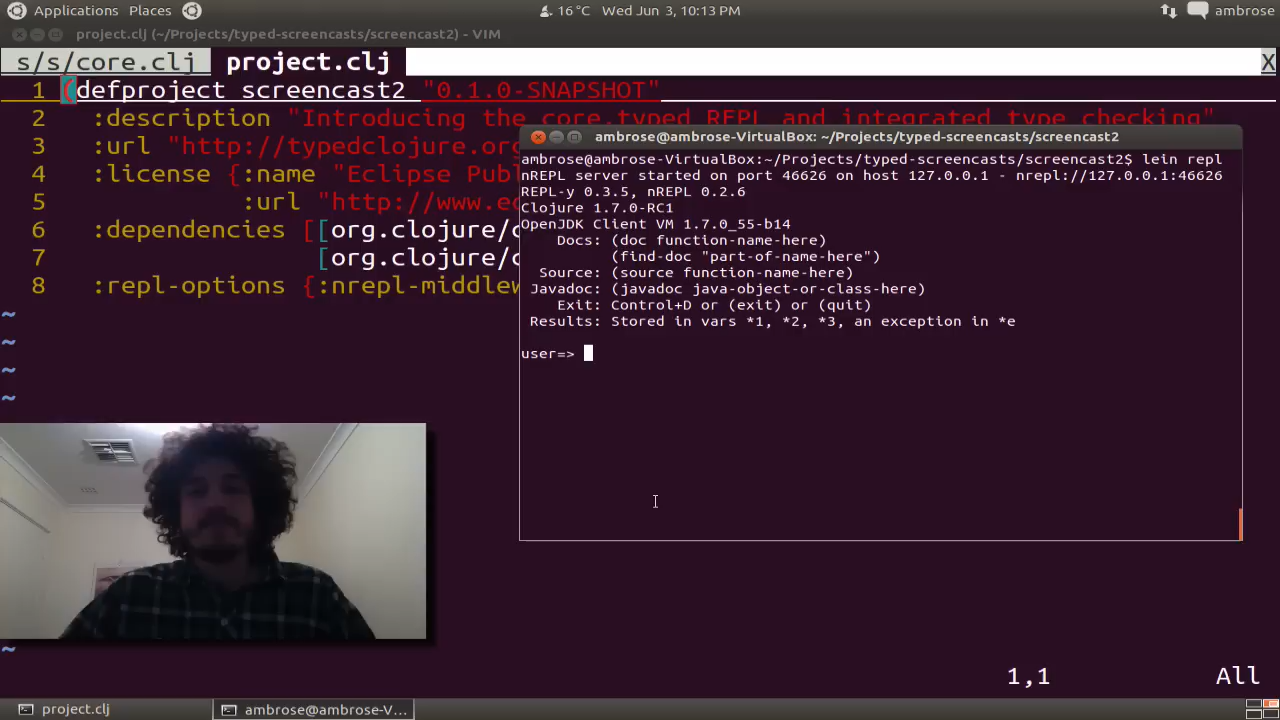 Applications Places 16 °C Wed Jun 3, 10:13 PM ambrose
project.clj (~/Projects/typed-screencasts/screencast2) - VIM
s/s/core.clj project.clj X
1 (defproject screencast2 "0.1.0-SNAPSHOT"
2 :description "Introducing the core.typed REPL and integrated type checking"
3 :url "http://typedclojure.or
4 :license {:name "Eclipse Pub
:url "http://www.e
6 :dependencies [[org.clojure/
7 [org.clojure/
8 :repl-options {:nrepl-middlew
~
~
~
~
~
1,1 All
ambrose@ambrose-VirtualBox: ~/Projects/typed-screencasts/screencast2
ambrose@ambrose-VirtualBox:~/Projects/typed-screencasts/screencast2$ lein repl
nREPL server started on port 46626 on host 127.0.0.1 - nrepl://127.0.0.1:46626
REPL-y 0.3.5, nREPL 0.2.6
Clojure 1.7.0-RC1
OpenJDK Client VM 1.7.0_55-b14
Docs: (doc function-name-here)
(find-doc "part-of-name-here")
Source: (source function-name-here)
Javadoc: (javadoc java-object-or-class-here)
Exit: Control+D or (exit) or (quit)
Results: Stored in vars *1, *2, *3, an exception in *e
user=>
project.clj ambrose@ambrose-V...